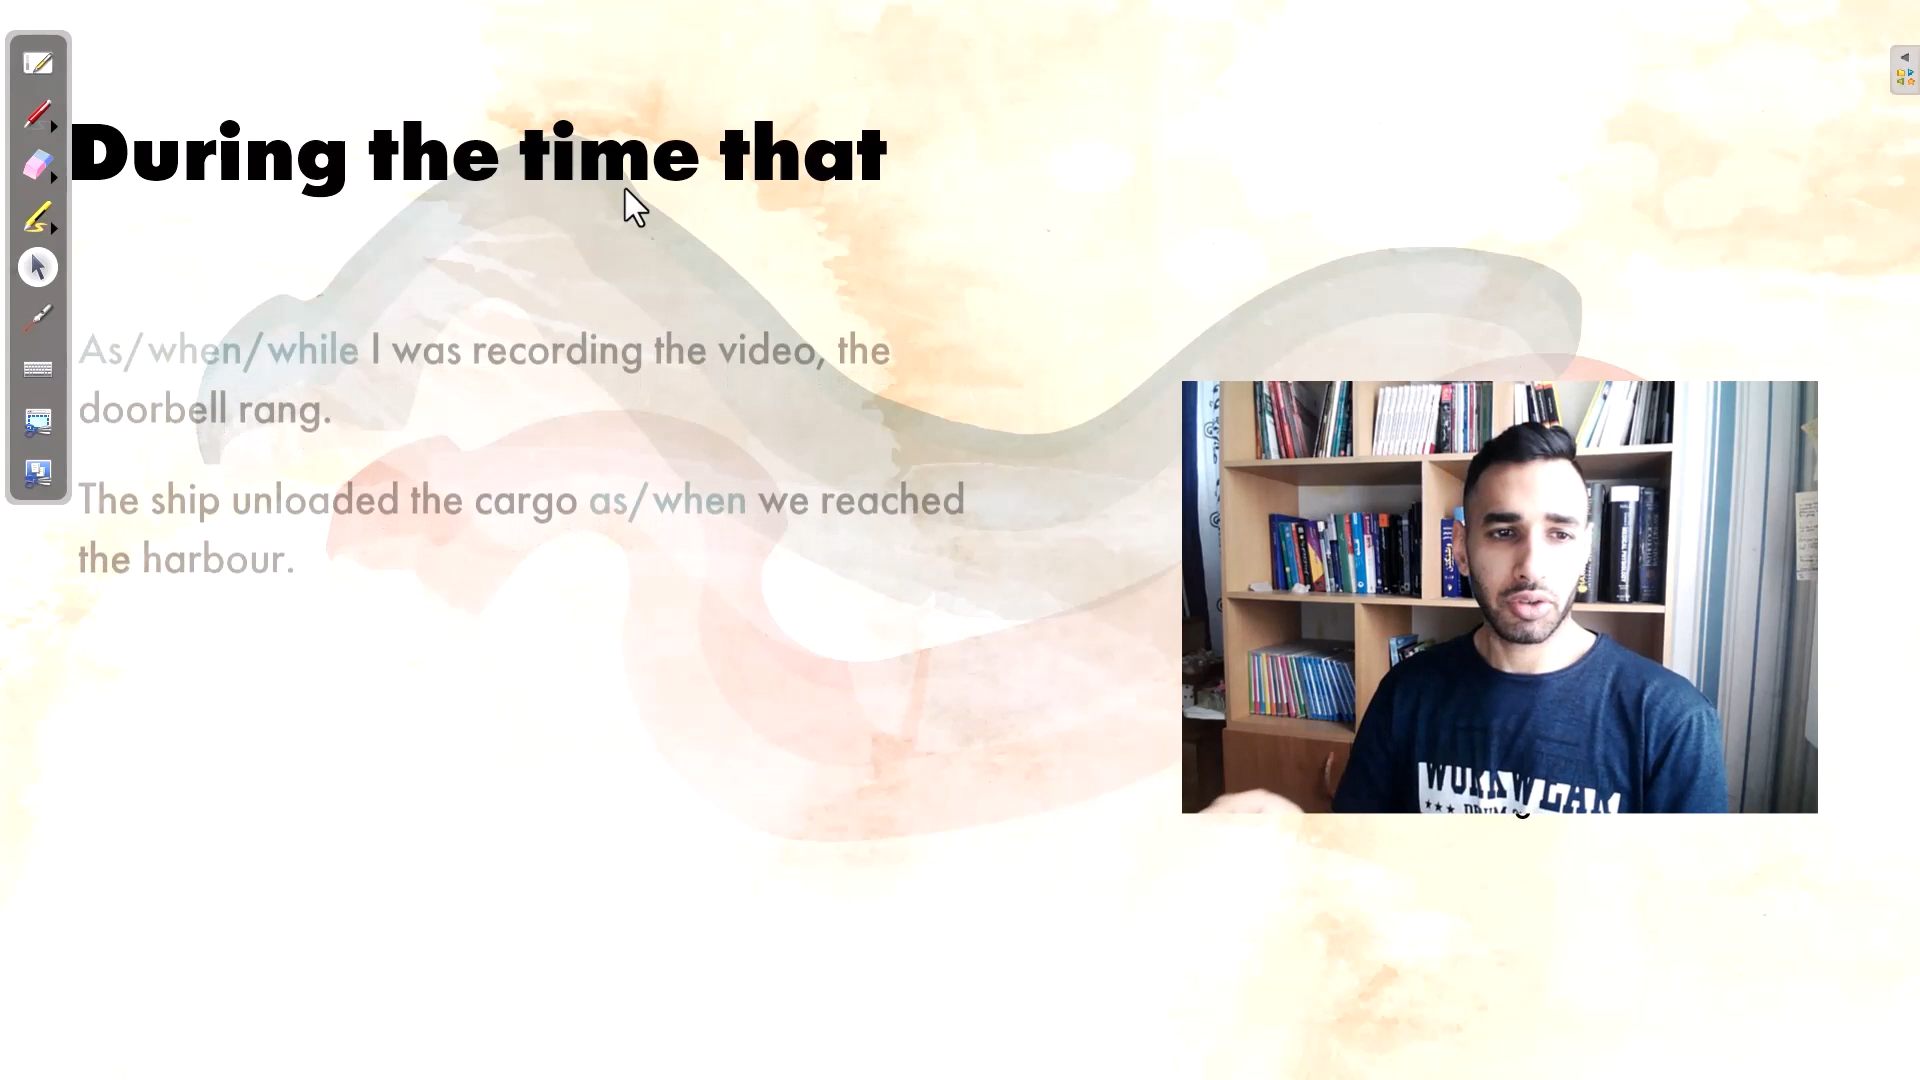 During the time that
As/when/while I was recording the video, the
doorbell rang.
The ship unloaded the cargo as/when we reached
the harbour.
WORKWEAR